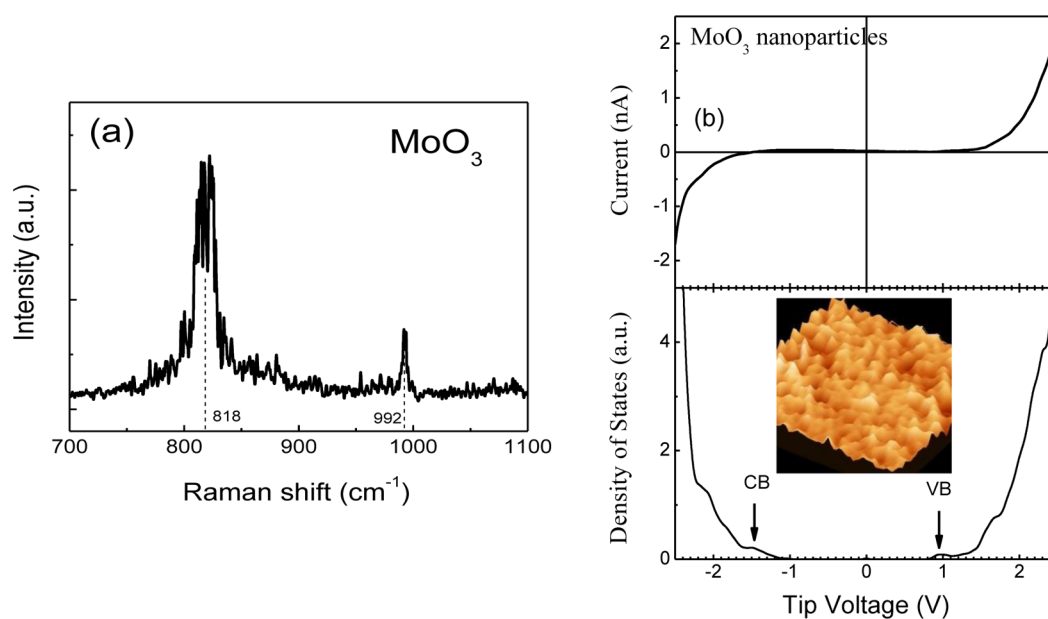 (a)
MoO₃
Intensity (a.u.)
818
992
700 800 900 1000 1100
Raman shift (cm⁻¹)
MoO₃ nanoparticles
(b)
Current (nA)
2
1
0
-1
-2
Density of States (a.u.)
4
2
0
CB
VB
-2 -1 0 1 2
Tip Voltage (V)